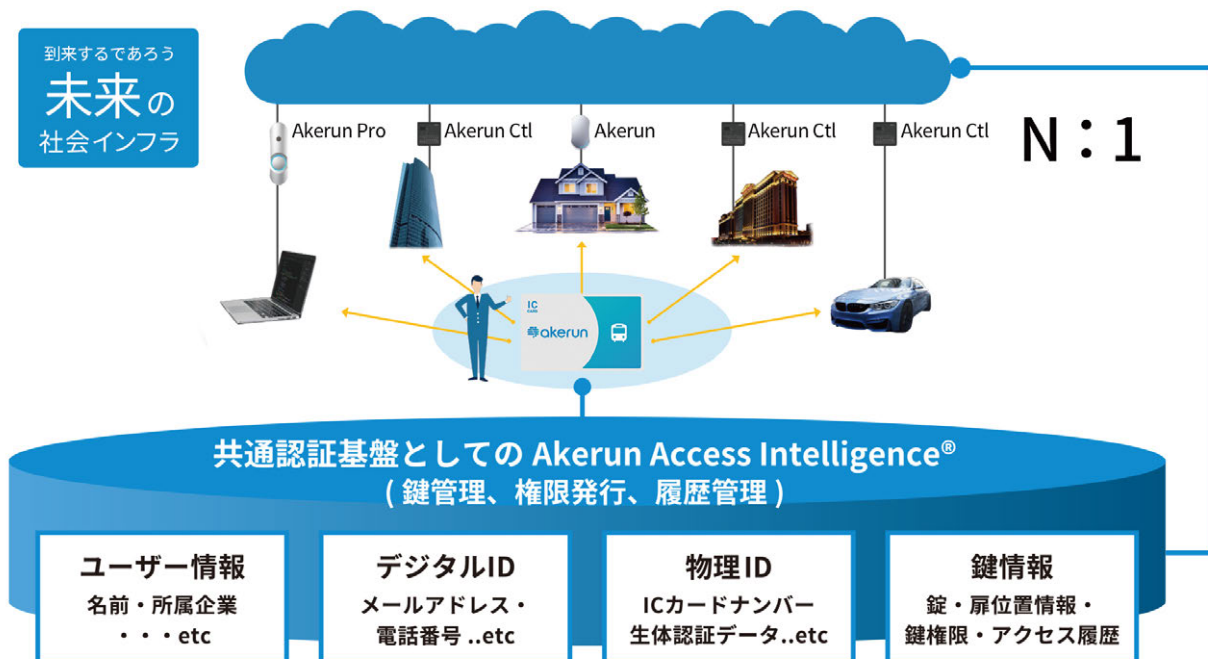 到来するであろう
未来の
社会インフラ
Akerun Pro
Akerun Ctl
Akerun
Akerun Ctl
Akerun Ctl
N：1
IC
CARD
akerun
共通認証基盤としての Akerun Access Intelligence®
( 鍵管理、権限発行、履歴管理 )
ユーザー情報
名前・所属企業
・・・etc
デジタルID
メールアドレス・
電話番号 ..etc
物理ID
ICカードナンバー
生体認証データ..etc
鍵情報
錠・扉位置情報・
鍵権限・アクセス履歴